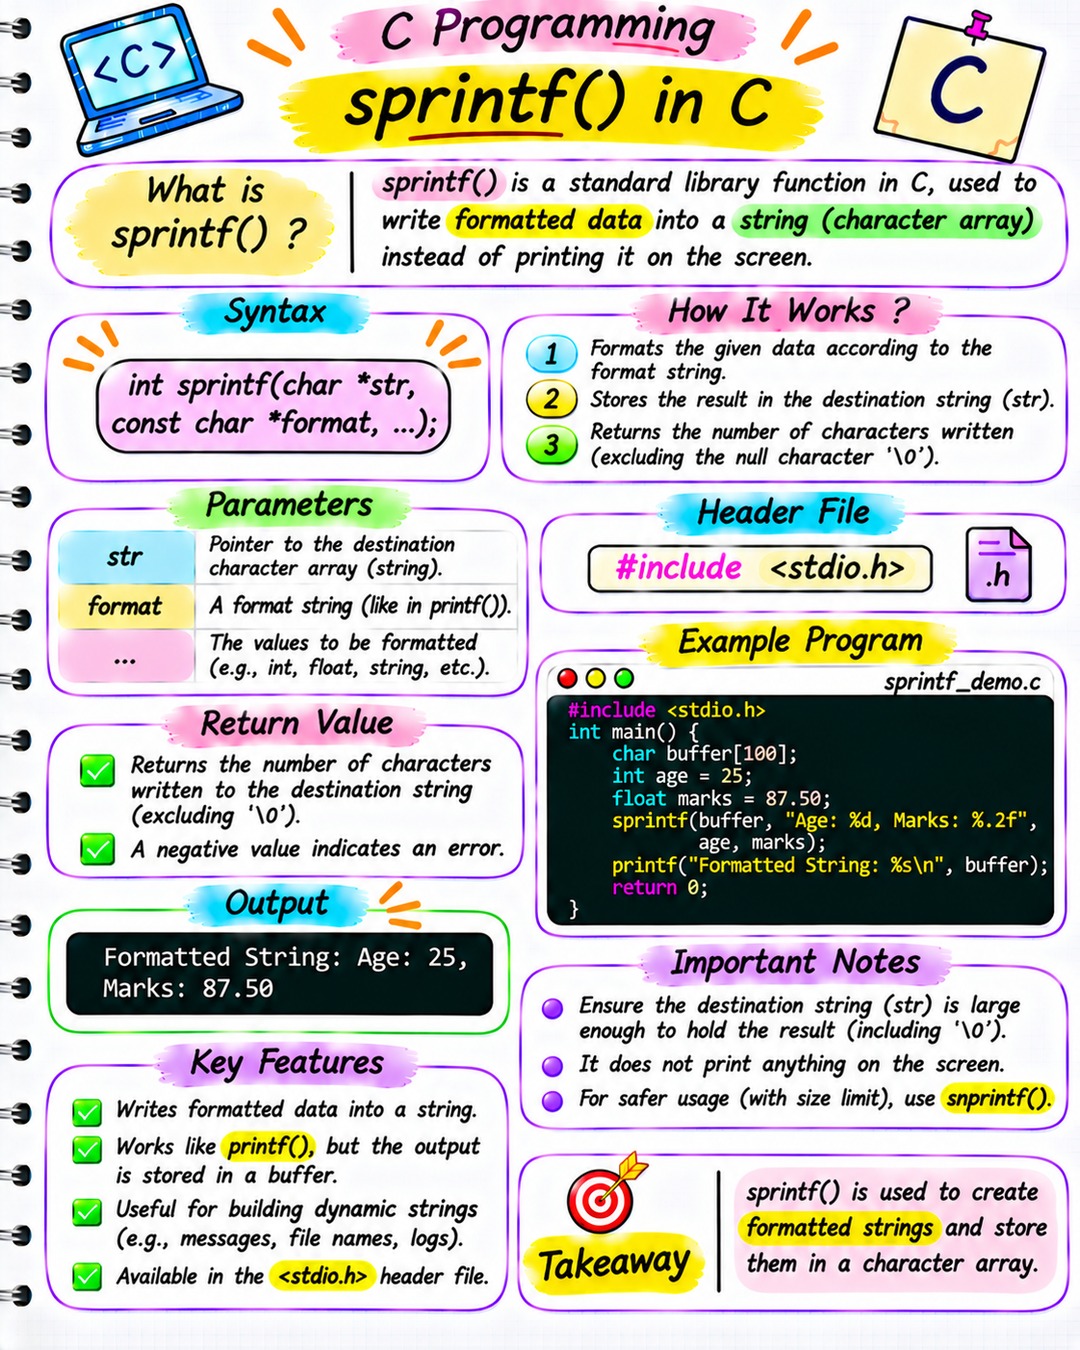 C Programming
<C>
sprintf() in C
C
What is
sprintf() ?
sprintf() is a standard library function in C, used to
write formatted data into a string (character array)
instead of printing it on the screen.
Syntax
int sprintf(char *str,
const char *format, ...);
How It Works ?
1 Formats the given data according to the
format string.
2 Stores the result in the destination string (str).
3 Returns the number of characters written
(excluding the null character '\0').
Parameters
str Pointer to the destination
character array (string).
format A format string (like in printf()).
... The values to be formatted
(e.g., int, float, string, etc.).
Header File
#include <stdio.h>
.h
Return Value
Returns the number of characters
written to the destination string
(excluding '\0').
A negative value indicates an error.
Example Program
sprintf_demo.c
#include <stdio.h>
int main() {
    char buffer[100];
    int age = 25;
    float marks = 87.50;
    sprintf(buffer, "Age: %d, Marks: %.2f",
            age, marks);
    printf("Formatted String: %s\n", buffer);
    return 0;
}
Output
Formatted String: Age: 25,
Marks: 87.50
Important Notes
Ensure the destination string (str) is large
enough to hold the result (including '\0').
It does not print anything on the screen.
For safer usage (with size limit), use snprintf().
Key Features
Writes formatted data into a string.
Works like printf(), but the output
is stored in a buffer.
Useful for building dynamic strings
(e.g., messages, file names, logs).
Available in the <stdio.h> header file.
Takeaway
sprintf() is used to create
formatted strings and store
them in a character array.